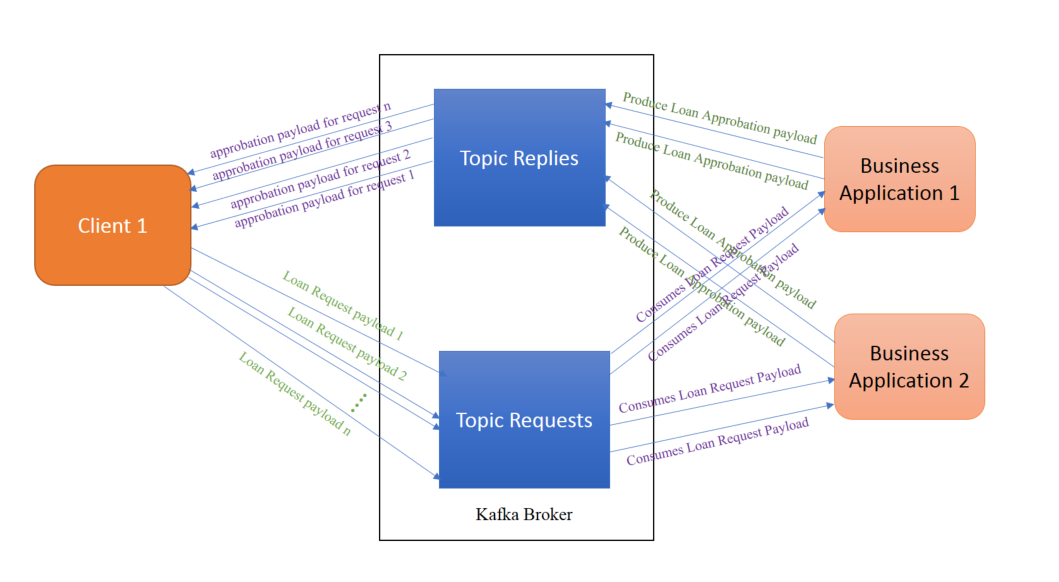 approbation payload for request n
approbation payload for request 3
approbation payload for request 2
approbation payload for request 1
Topic Replies
Produce Loan Approbation payload
Produce Loan Approbation payload
Business
Application 1
Client 1
Produce Loan Approbation payload
Produce Loan Approbation payload
Consumes Loan Request Payload
Consumes Loan Request Payload
Loan Request payload 1
Loan Request payload 2
Loan Request payload n
Topic Requests
Consumes Loan Request Payload
Consumes Loan Request Payload
Business
Application 2
Kafka Broker